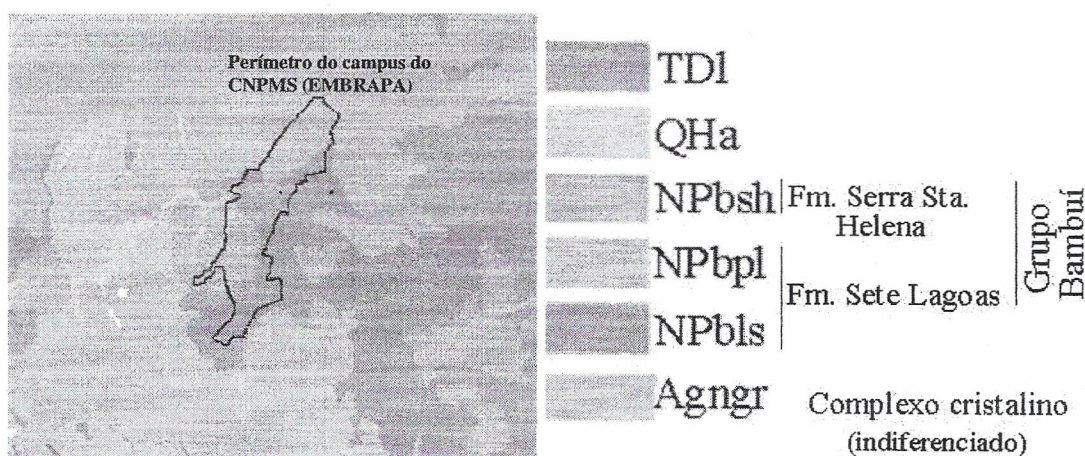 Perímetro do campus do
CNPMS (EMBRAPA)
TDl
QHa
NPbsh
Fm. Serra Sta.
Helena
NPbpl
Fm. Sete Lagoas
NPbls
Grupo
Bambuí
Agngr
Complexo cristalino
(indiferenciado)